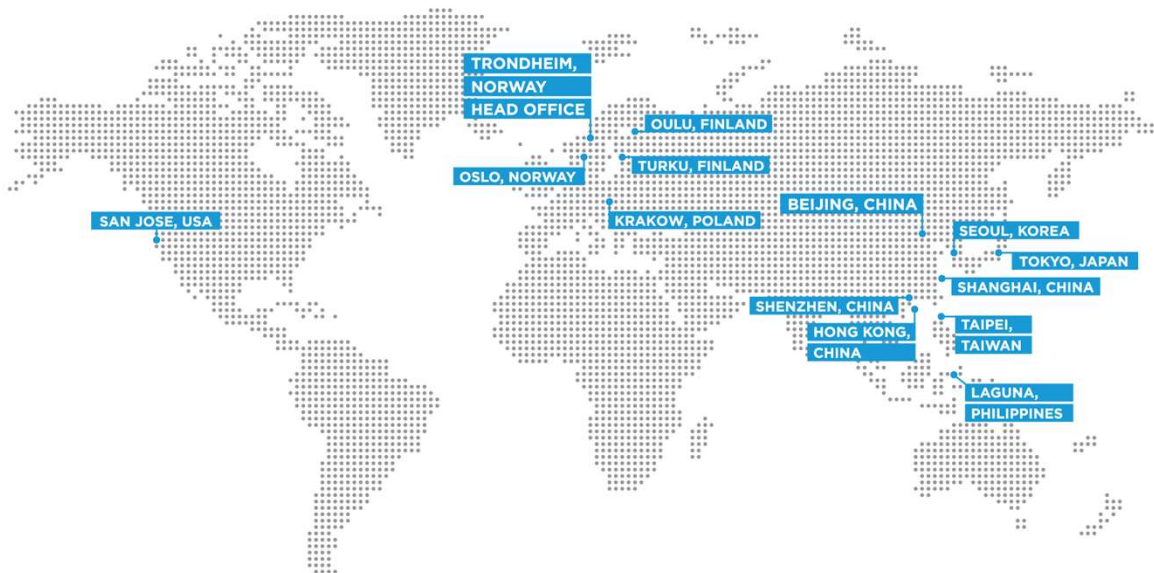 TRONDHEIM,
NORWAY
HEAD OFFICE
OULU, FINLAND
OSLO, NORWAY
TURKU, FINLAND
KRAKOW, POLAND
SAN JOSE, USA
BEIJING, CHINA
SEOUL, KOREA
TOKYO, JAPAN
SHANGHAI, CHINA
SHENZHEN, CHINA
HONG KONG,
CHINA
TAIPEI,
TAIWAN
LAGUNA,
PHILIPPINES